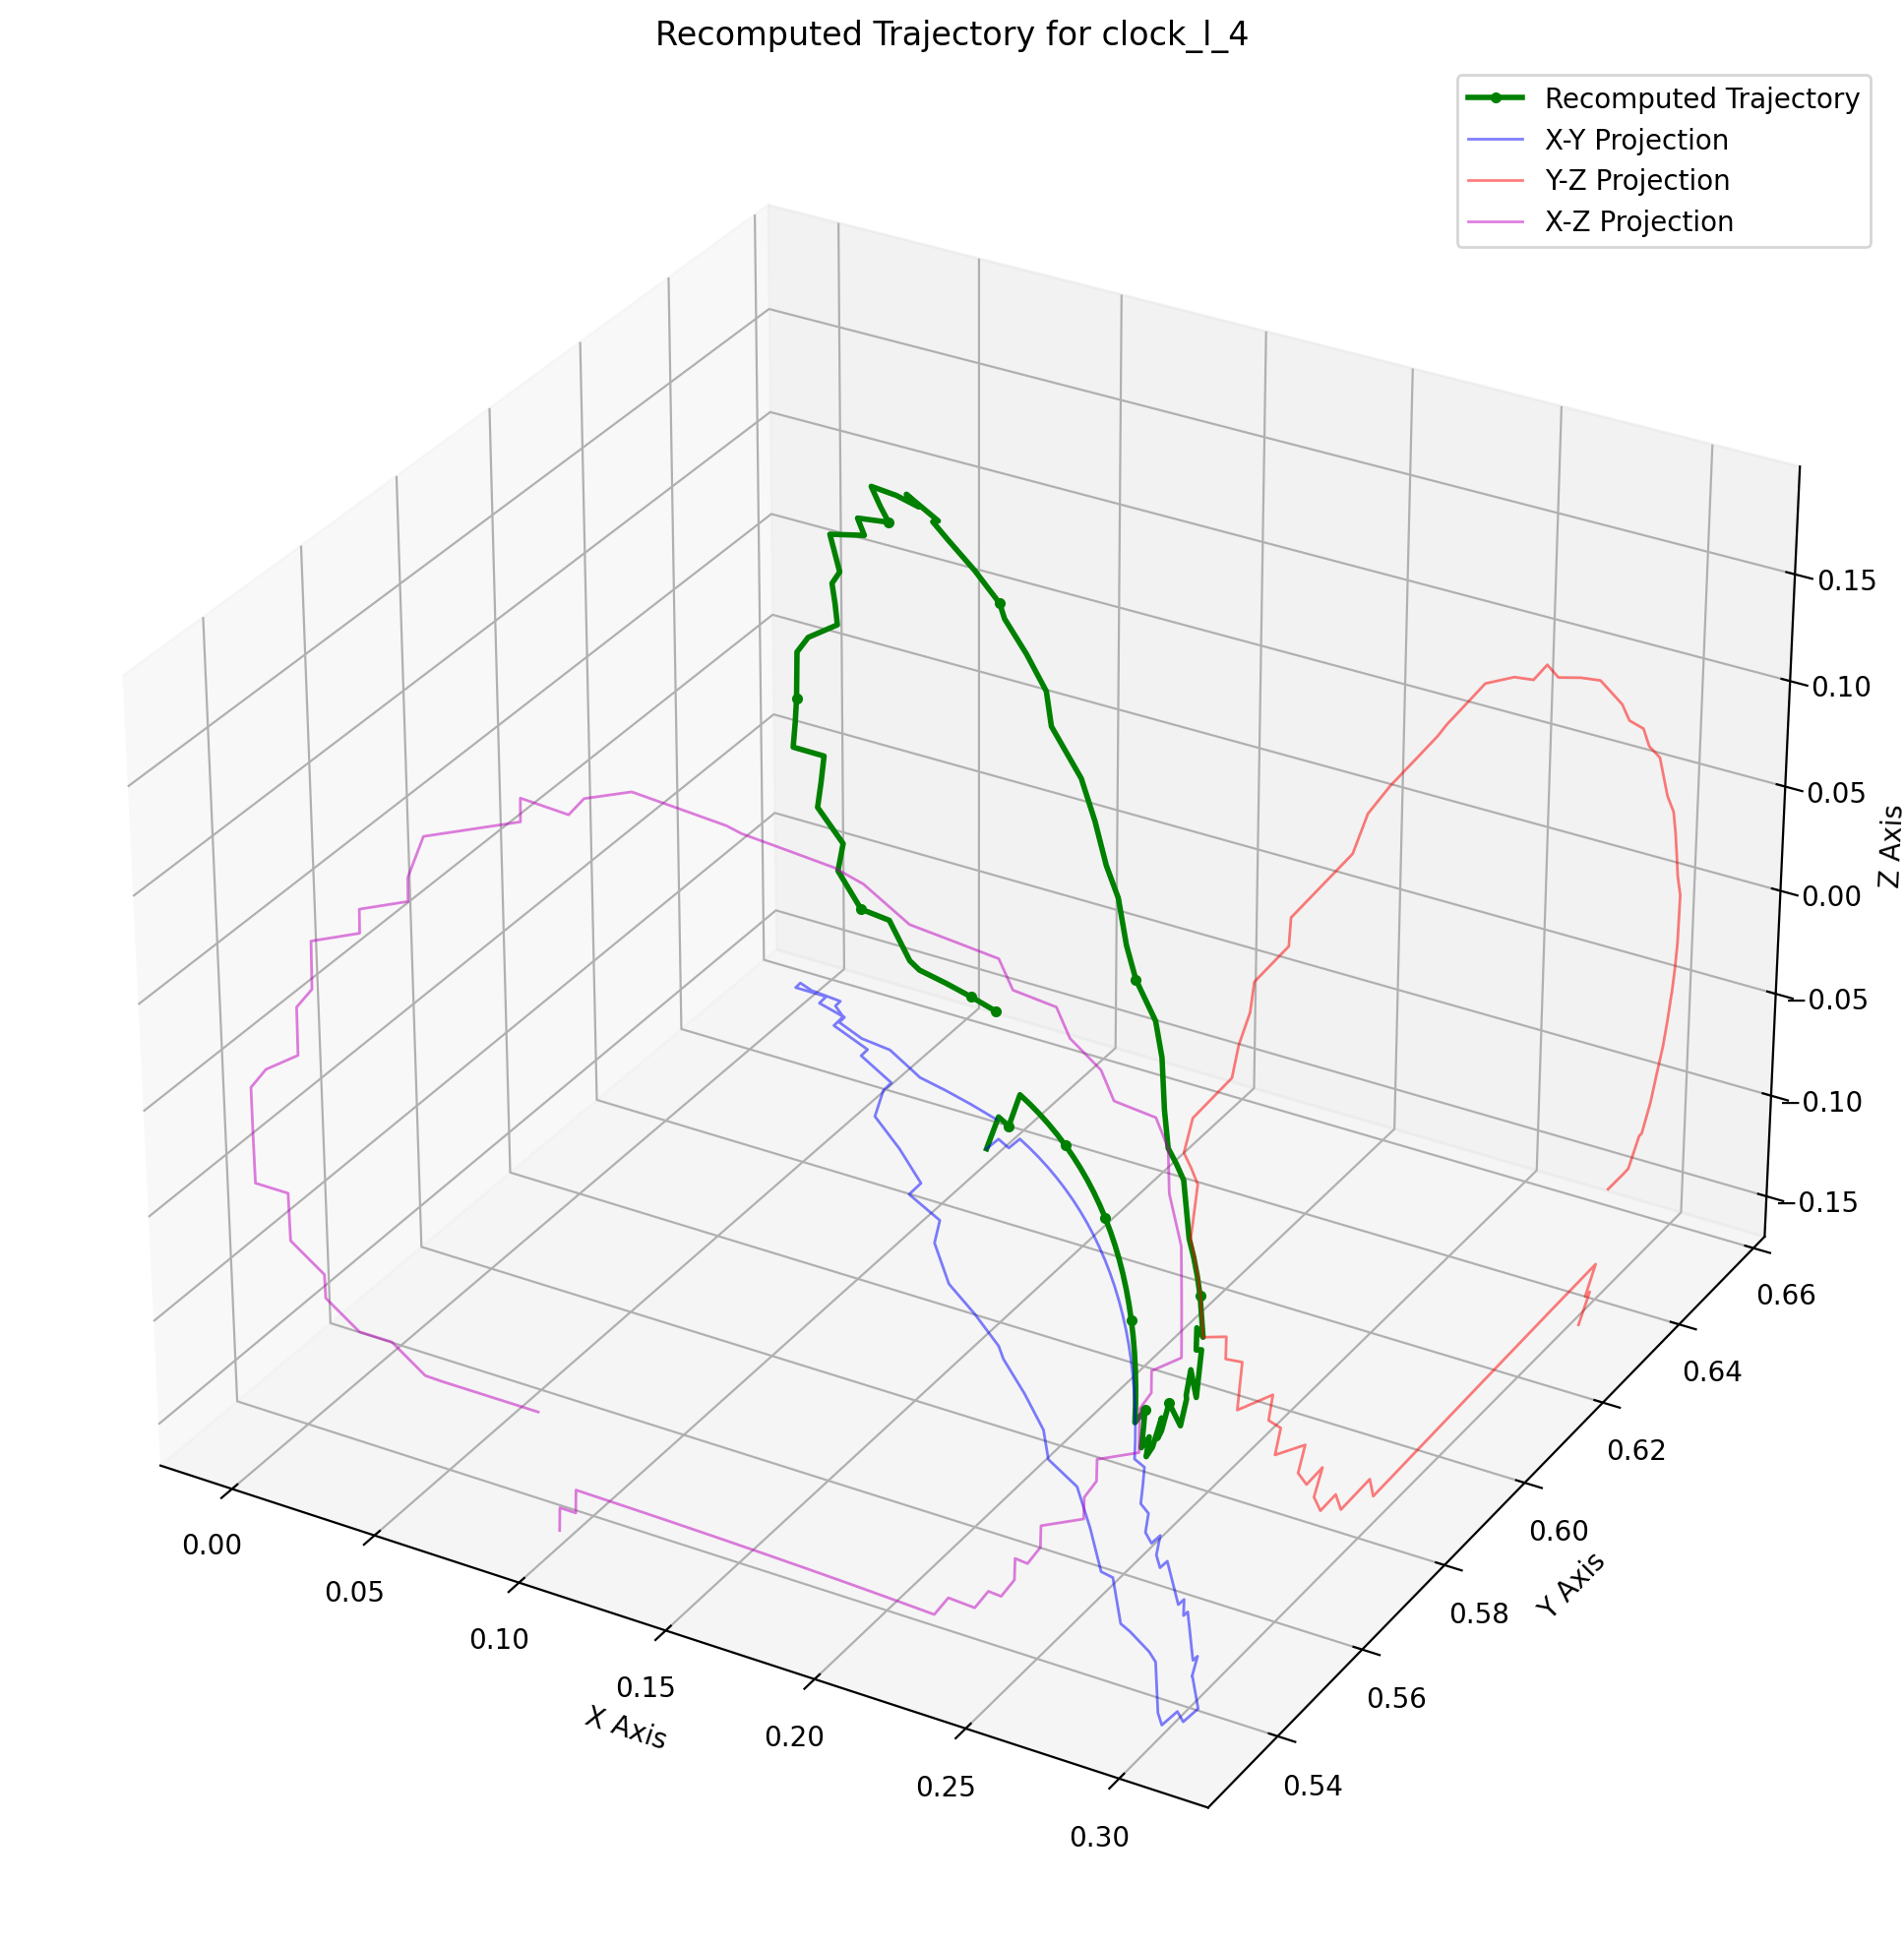 Recomputed Trajectory for clock_l_4
Recomputed Trajectory
X-Y Projection
Y-Z Projection
X-Z Projection
0.15
0.10
0.05
0.00
−0.05
−0.10
−0.15
Z Axis
0.66
0.64
0.62
0.60
0.58
0.56
0.54
Y Axis
0.00
0.05
0.10
0.15
0.20
0.25
0.30
X Axis